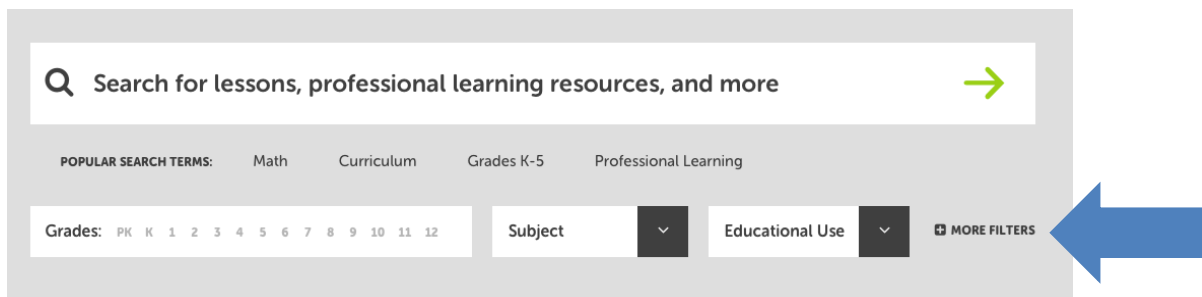 Search for lessons, professional learning resources, and more
POPULAR SEARCH TERMS: Math Curriculum Grades K-5 Professional Learning
Grades: PK K 1 2 3 4 5 6 7 8 9 10 11 12 Subject Educational Use MORE FILTERS